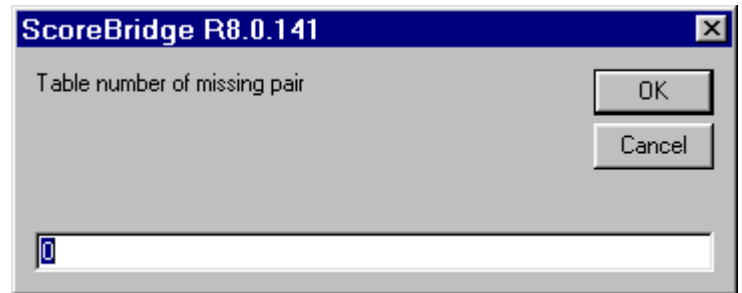 ScoreBridge R8.0.141
Table number of missing pair
OK
Cancel
0